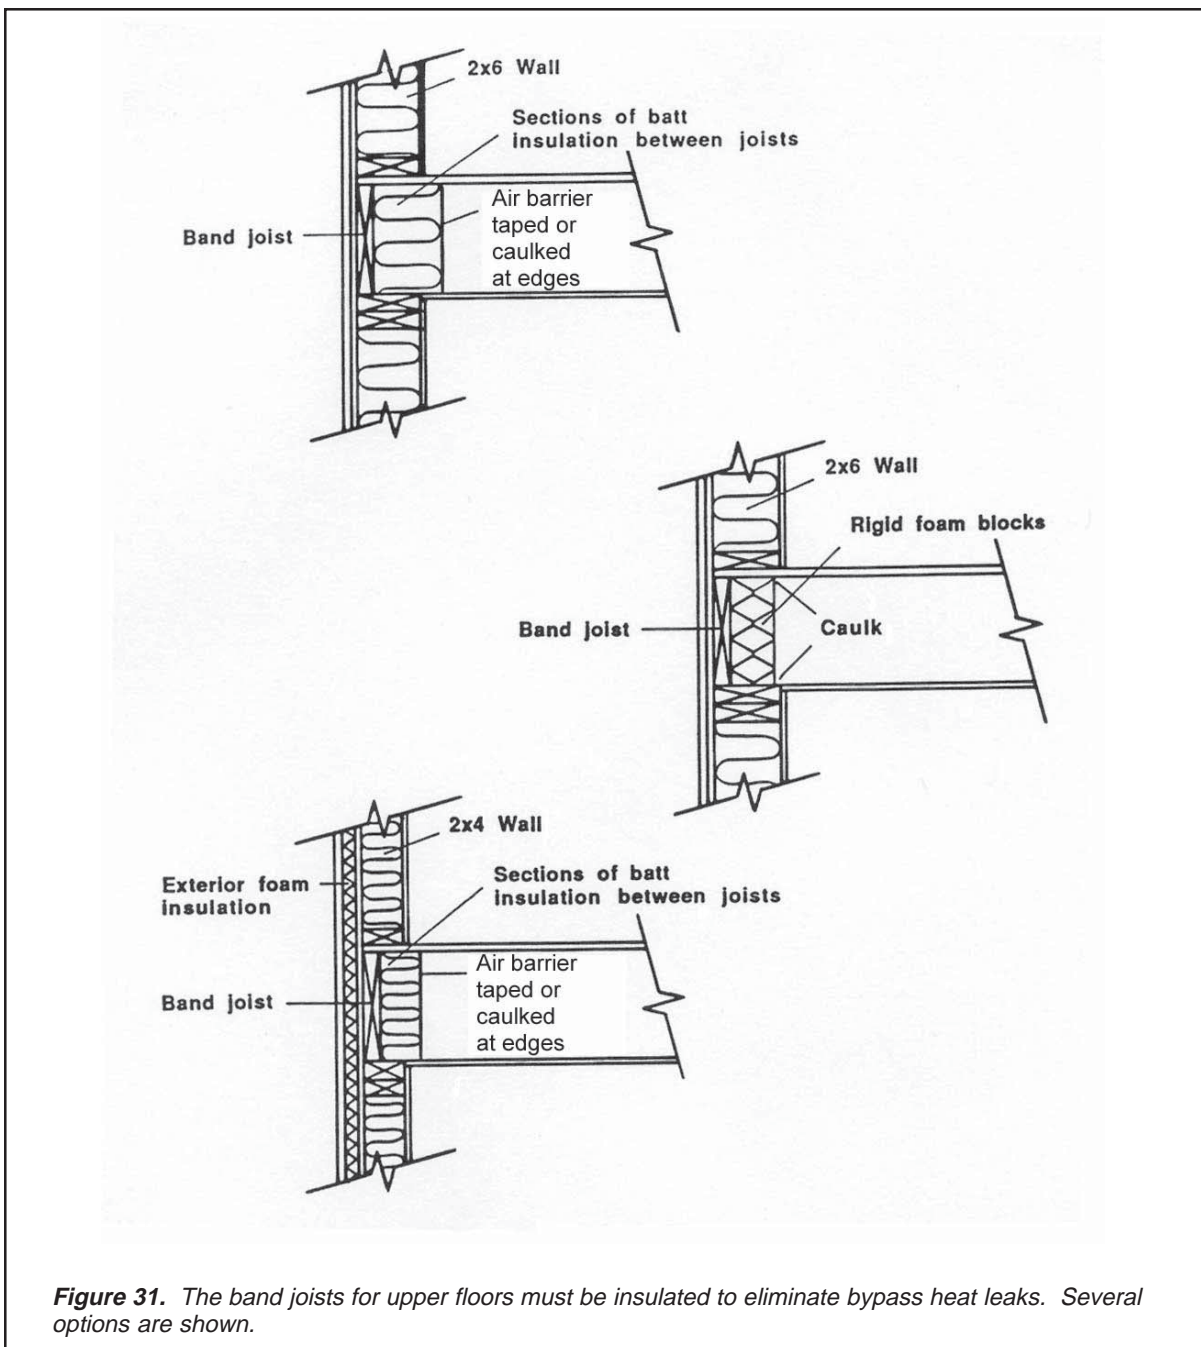 2x6 Wall
Sections of batt
insulation between joists
Air barrier
taped or
caulked
at edges
Band joist
2x6 Wall
Rigid foam blocks
Band joist
Caulk
2x4 Wall
Exterior foam
insulation
Sections of batt
insulation between joists
Air barrier
taped or
caulked
at edges
Band joist
Figure 31. The band joists for upper floors must be insulated to eliminate bypass heat leaks. Several
options are shown.